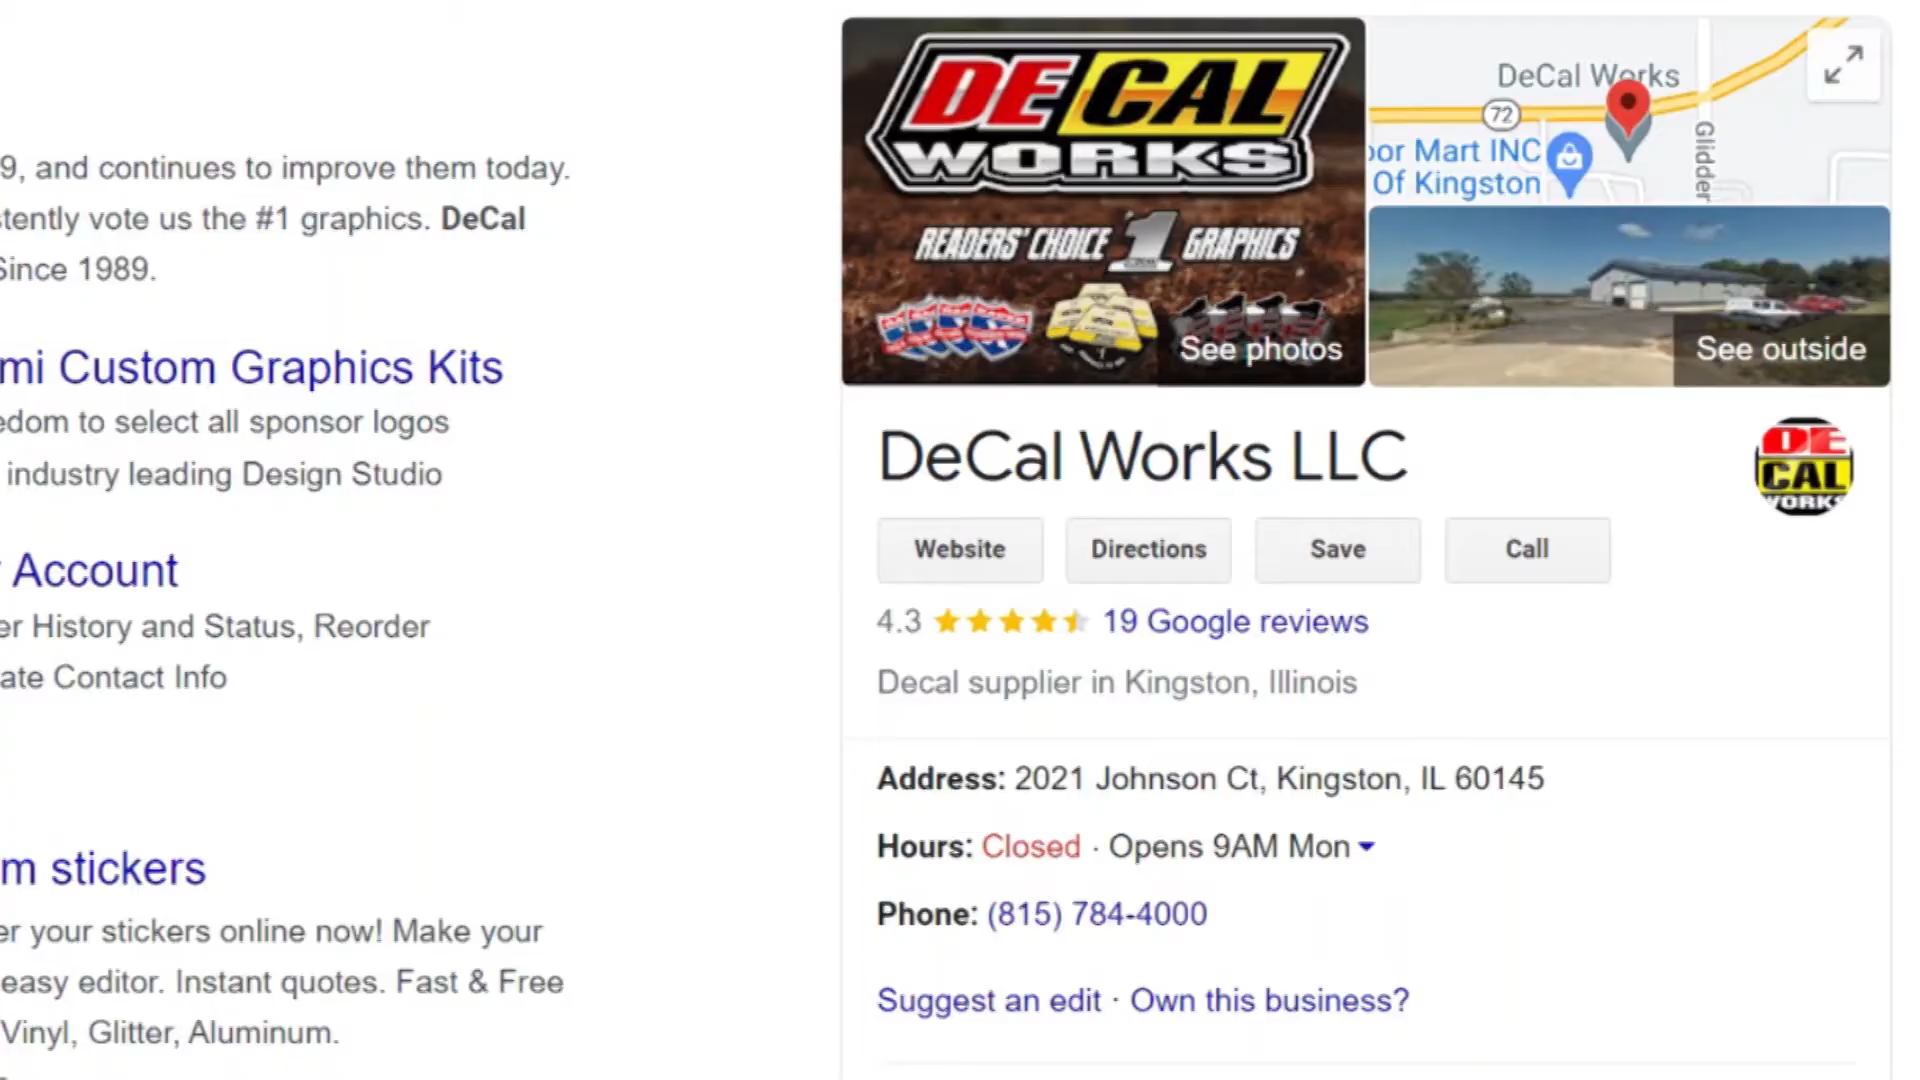 9, and continues to improve them today.
stently vote us the #1 graphics. DeCal
Since 1989.
mi Custom Graphics Kits
edom to select all sponsor logos
industry leading Design Studio
r Account
er History and Status, Reorder
ate Contact Info
m stickers
er your stickers online now! Make your
easy editor. Instant quotes. Fast & Free
Vinyl, Glitter, Aluminum.
DE CAL
WORKS
READERS' CHOICE 1 GRAPHICS
See photos
DeCal Works
72
oor Mart INC
Of Kingston
Glidder
See outside
DeCal Works LLC
DE
CAL
WORKS
Website
Directions
Save
Call
4.3 19 Google reviews
Decal supplier in Kingston, Illinois
Address: 2021 Johnson Ct, Kingston, IL 60145
Hours: Closed · Opens 9AM Mon
Phone: (815) 784-4000
Suggest an edit · Own this business?